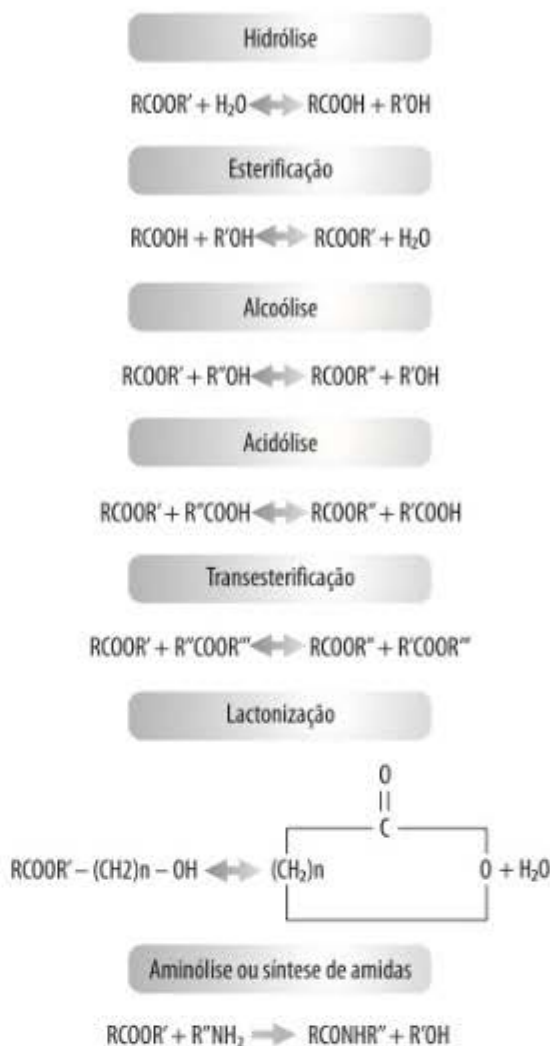 Hidrólise
RCOOR' + H₂O ⟷ RCOOH + R'OH
Esterificação
RCOOH + R'OH ⟷ RCOOR' + H₂O
Alcoólise
RCOOR' + R''OH ⟷ RCOOR'' + R'OH
Acidólise
RCOOR' + R''COOH ⟷ RCOOR'' + R'COOH
Transesterificação
RCOOR' + R''COOR''' ⟷ RCOOR'' + R'COOR'''
Lactonização
O
||
C
RCOOR' – (CH2)n – OH ⟷ (CH₂)n O + H₂O
Aminólise ou síntese de amidas
RCOOR' + R''NH₂ → RCONHR'' + R'OH